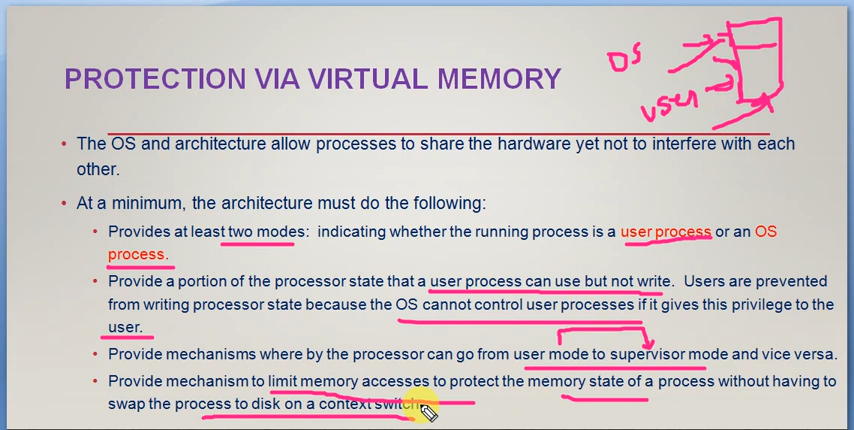 PROTECTION VIA VIRTUAL MEMORY
OS
user
• The OS and architecture allow processes to share the hardware yet not to interfere with each
other.
• At a minimum, the architecture must do the following:
• Provides at least two modes: indicating whether the running process is a user process or an OS
process.
• Provide a portion of the processor state that a user process can use but not write. Users are prevented
from writing processor state because the OS cannot control user processes if it gives this privilege to the
user.
• Provide mechanisms where by the processor can go from user mode to supervisor mode and vice versa.
• Provide mechanism to limit memory accesses to protect the memory state of a process without having to
swap the process to disk on a context switch.